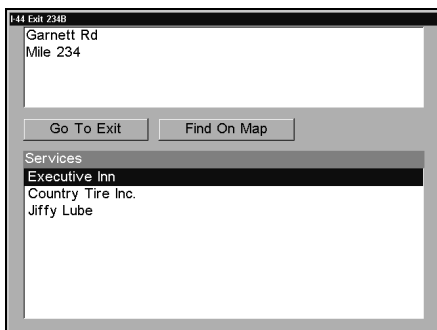 I-44 Exit 234B
Garnett Rd
Mile 234
Go To Exit Find On Map
Services
Executive Inn
Country Tire Inc.
Jiffy Lube